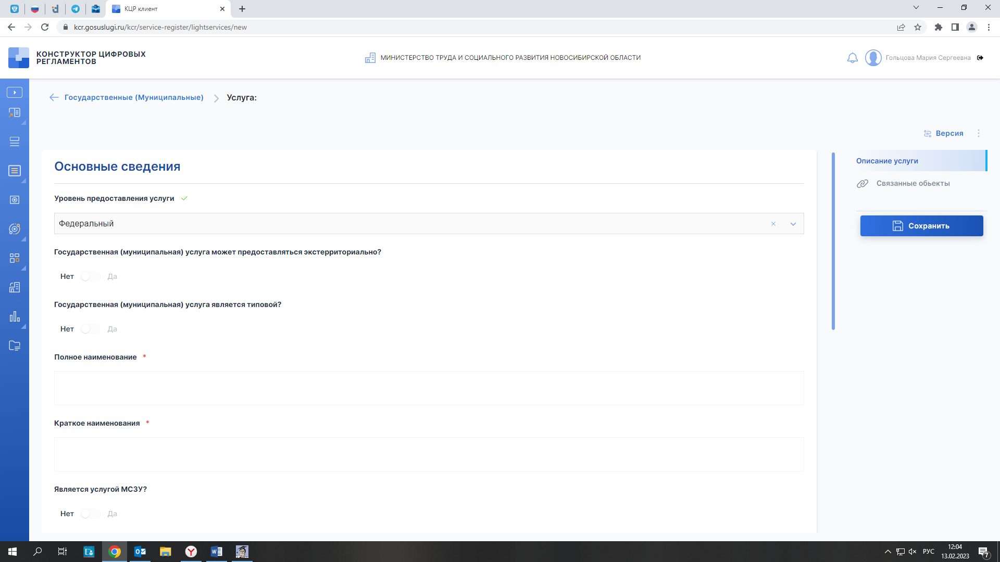 КЦР клиент
kcr.gosuslugi.ru/kcr/service-register/lightservices/new
КОНСТРУКТОР ЦИФРОВЫХ
РЕГЛАМЕНТОВ
МИНИСТЕРСТВО ТРУДА И СОЦИАЛЬНОГО РАЗВИТИЯ НОВОСИБИРСКОЙ ОБЛАСТИ
Гольцова Мария Сергеевна
Государственные (Муниципальные)
Услуга:
Версия
Основные сведения
Описание услуги
Связанные обьекты
Сохранить
Уровень предоставления услуги
Федеральный
Государственная (муниципальная) услуга может предоставляться экстерриториально?
Нет Да
Государственная (муниципальная) услуга является типовой?
Нет Да
Полное наименование *
Краткое наименования *
Является услугой МСЗУ?
Нет Да
РУС
12:04
13.02.2023
7